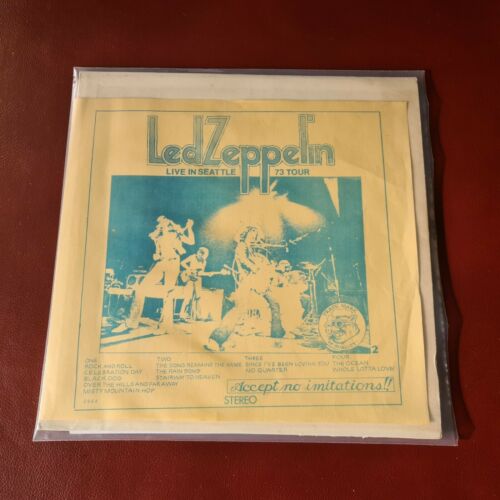 Led Zeppelin
LIVE IN SEATTLE 73 TOUR
2
ONE
ROCK AND ROLL
CELEBRATION DAY
BLACK DOG
OVER THE HILLS AND FARAWAY
MISTY MOUNTAIN HOP
TWO
THE SONG REMAINS THE SAME
THE RAIN SONG
STAIRWAY TO HEAVEN
THREE
SINCE I'VE BEEN LOVING YOU
NO QUARTER
FOUR
THE OCEAN
WHOLE LOTTA LOVE
Accept no imitations!!
STEREO